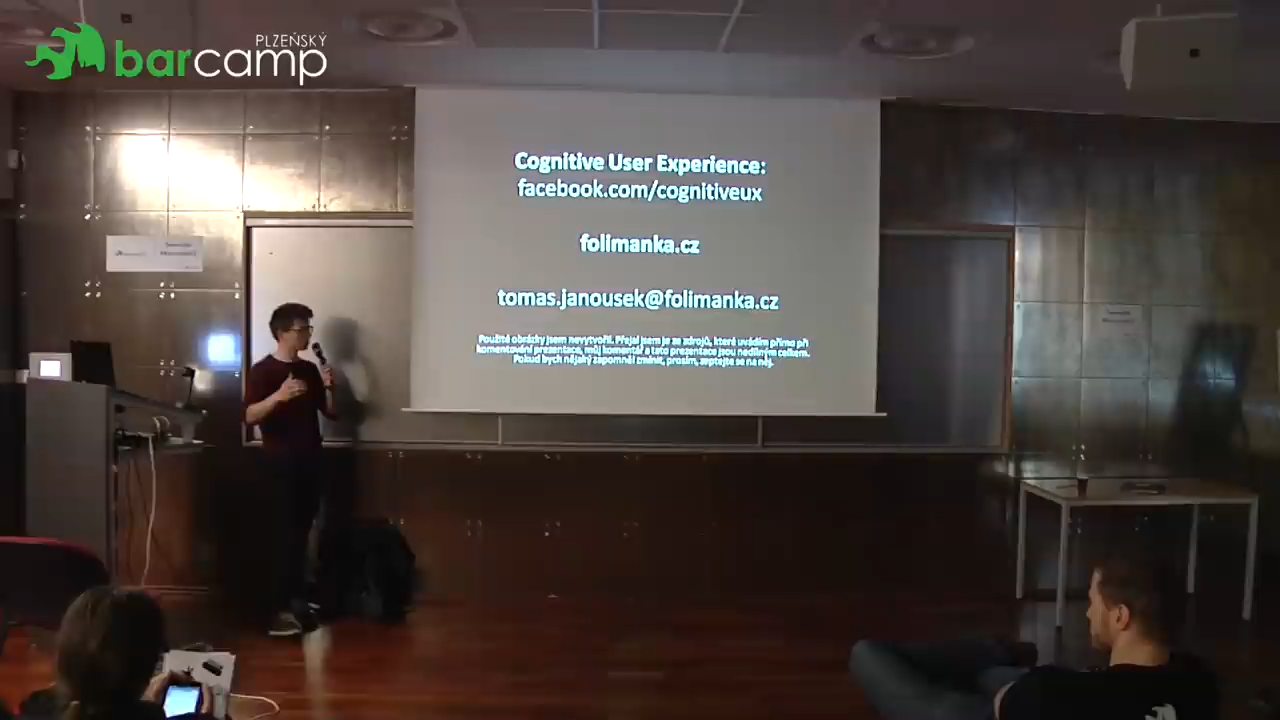 PLZEŇSKÝ
barcamp
Cognitive User Experience:
facebook.com/cognitiveux
folimanka.cz
tomas.janousek@folimanka.cz
Použité obrázky jsem nevytvořil. Přejal jsem je ze zdrojů, které uvádím přímo při
komentování prezentace, můj komentář a tato prezentace jsou nedílným celkem.
Pokud bych nějaký zapomněl zmínit, prosím, zeptejte se na něj.